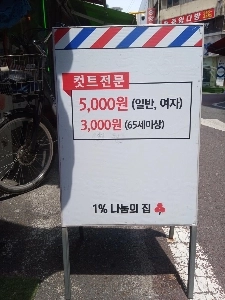 컷트전문
5,000원 (일반, 여자)
3,000원 (65세이상)
1% 나눔의 집